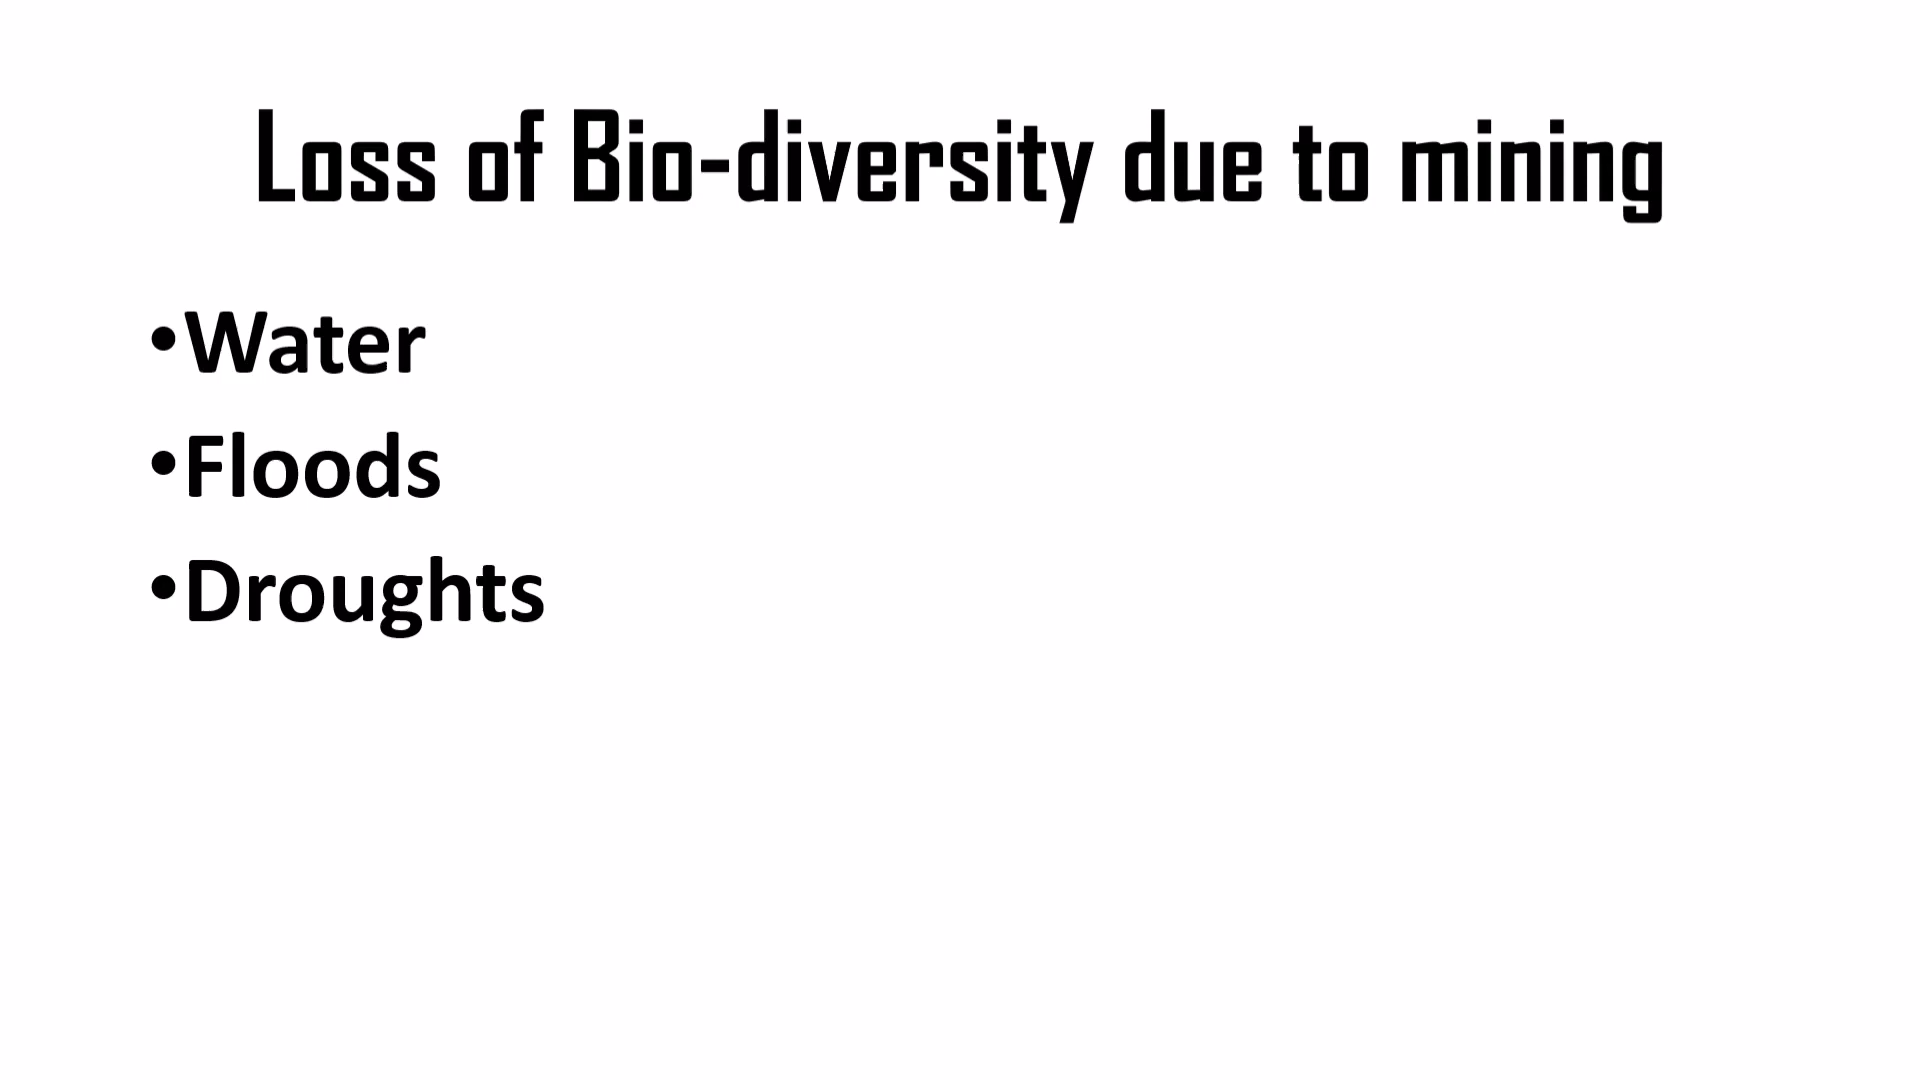 Loss of Bio-diversity due to mining
•Water
•Floods
•Droughts